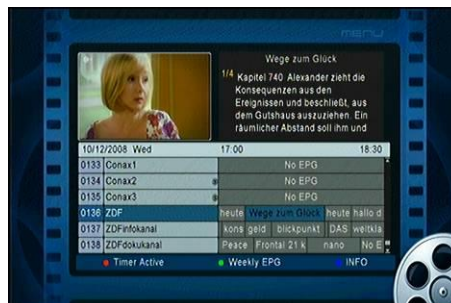 MENU
Wege zum Glück
1/4 Kapitel 740 Alexander zieht die
Konsequenzen aus den
Ereignissen und beschließt, aus
dem Gutshaus auszuziehen. Ein
räumlicher Abstand soll ihm und
10/12/2008 Wed 17:00 18:30
0133 Conax1 No EPG
0134 Conax2 No EPG
0135 Conax3 No EPG
0136 ZDF heute Wege zum Glück heute hallo d
0137 ZDFinfokanal kons geld blickpunkt DAS weitkla
0138 ZDFdokukanal Peace Frontal 21 k nano No E
Timer Active Weekly EPG INFO